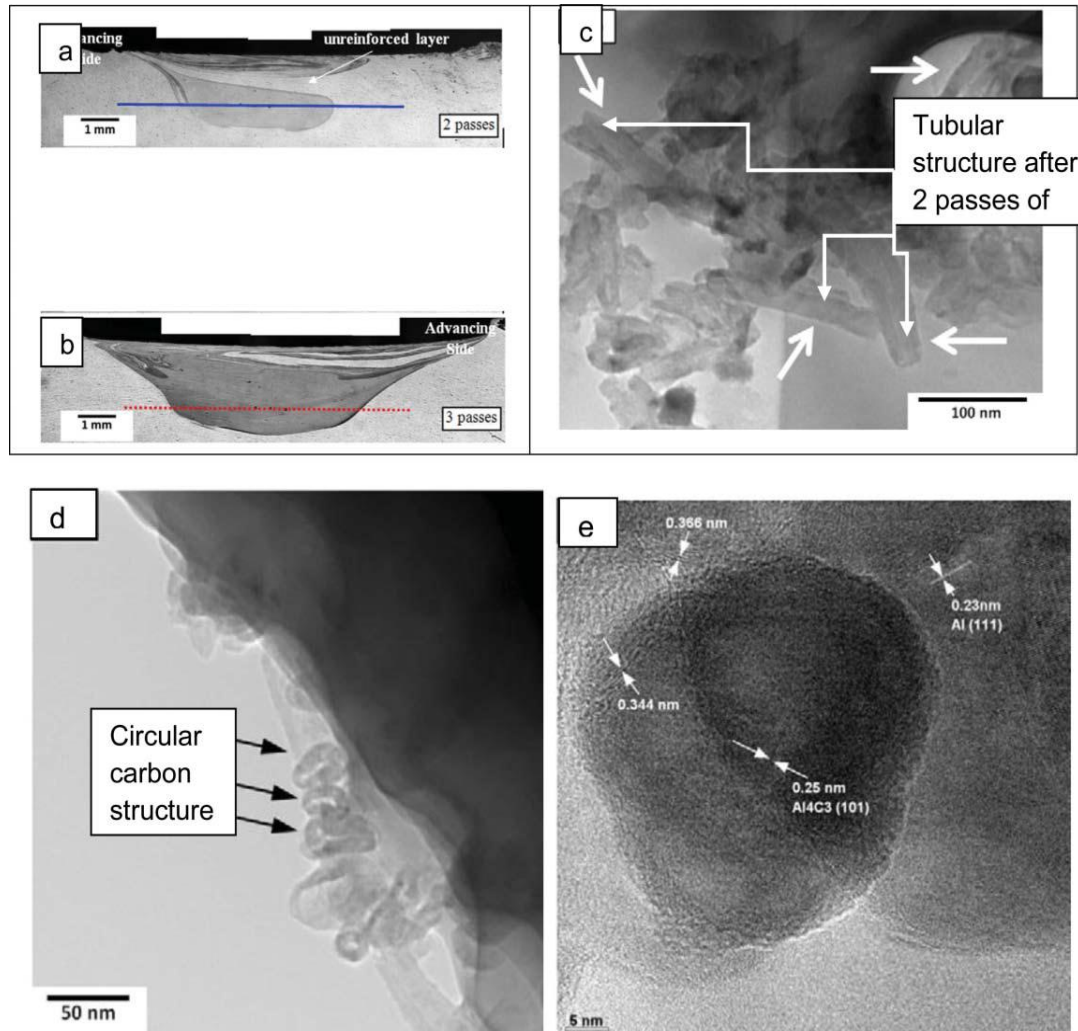 a
unreinforced layer
1 mm
2 passes
b
Advancing
Side
1 mm
3 passes
c
Tubular
structure after
2 passes of
100 nm
d
Circular
carbon
structure
50 nm
e
0.366 nm
0.23nm
Al (111)
0.344 nm
0.25 nm
Al4C3 (101)
5 nm